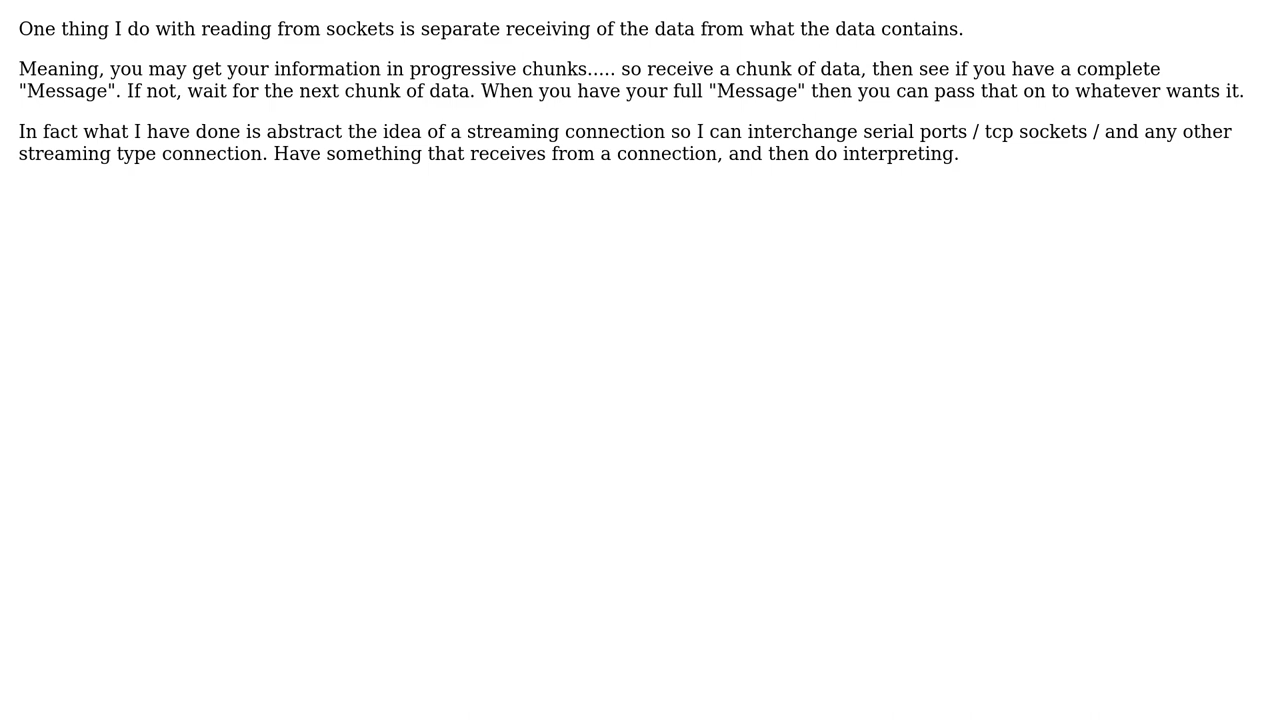 One thing I do with reading from sockets is separate receiving of the data from what the data contains.
Meaning, you may get your information in progressive chunks..... so receive a chunk of data, then see if you have a complete
"Message". If not, wait for the next chunk of data. When you have your full "Message" then you can pass that on to whatever wants it.
In fact what I have done is abstract the idea of a streaming connection so I can interchange serial ports / tcp sockets / and any other
streaming type connection. Have something that receives from a connection, and then do interpreting.